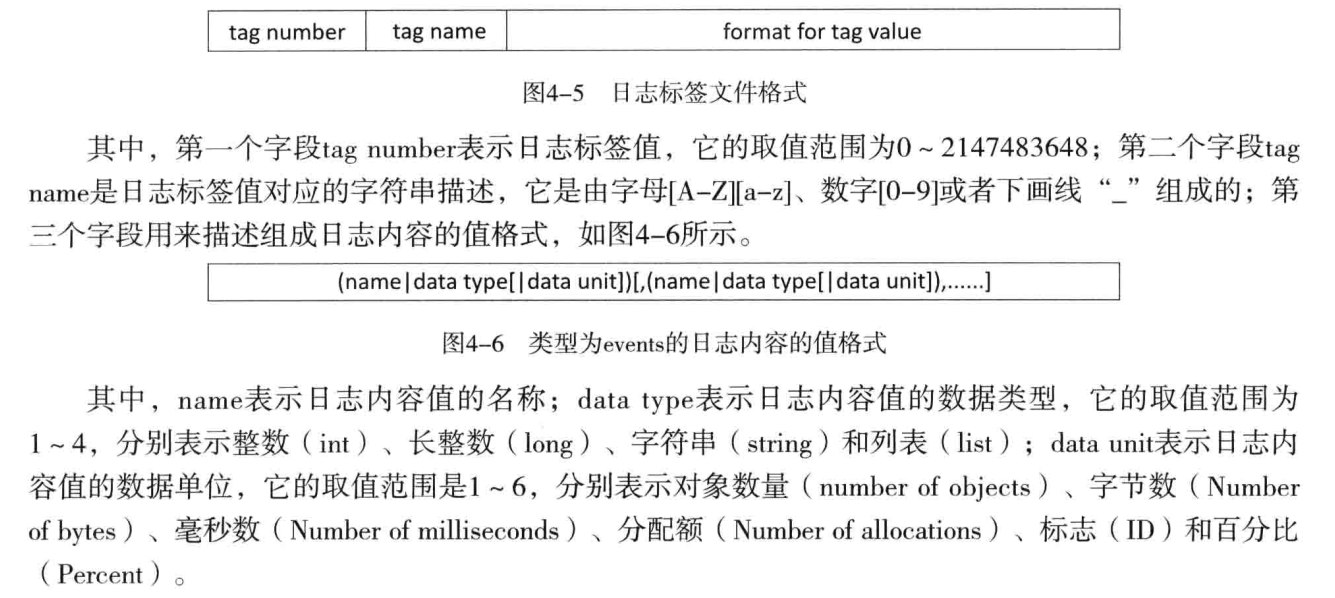 tag number tag name format for tag value
图4-5 日志标签文件格式
其中，第一个字段tag number表示日志标签值，它的取值范围为0～2147483648；第二个字段tag
name是日志标签值对应的字符串描述，它是由字母[A-Z][a-z]、数字[0-9]或者下画线“_”组成的；第
三个字段用来描述组成日志内容的值格式，如图4-6所示。
(name|data type[|data unit])[,(name|data type[|data unit]),……]
图4-6 类型为events的日志内容的值格式
其中，name表示日志内容值的名称；data type表示日志内容值的数据类型，它的取值范围为
1～4，分别表示整数（int）、长整数（long）、字符串（string）和列表（list）；data unit表示日志内
容值的数据单位，它的取值范围是1～6，分别表示对象数量（number of objects）、字节数（Number
of bytes）、毫秒数（Number of milliseconds）、分配额（Number of allocations）、标志（ID）和百分比
（Percent）。